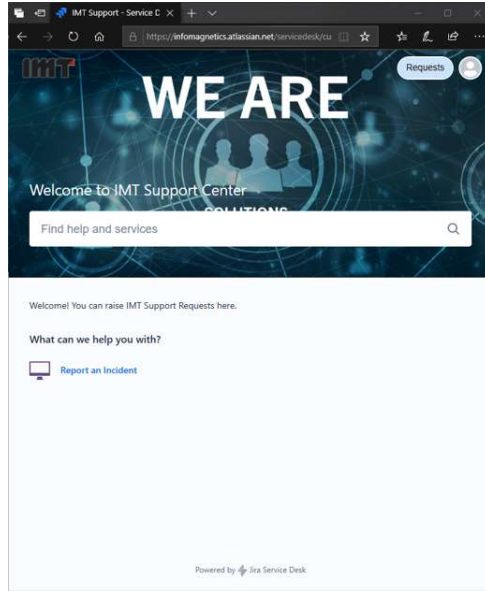 IMT Support - Service D
https://infomagnetics.atlassian.net/servicedesk/cu
IMT
Requests
WE ARE
Welcome to IMT Support Center
SOLUTIONS
Find help and services
Welcome! You can raise IMT Support Requests here.
What can we help you with?
Report an Incident
Powered by Jira Service Desk